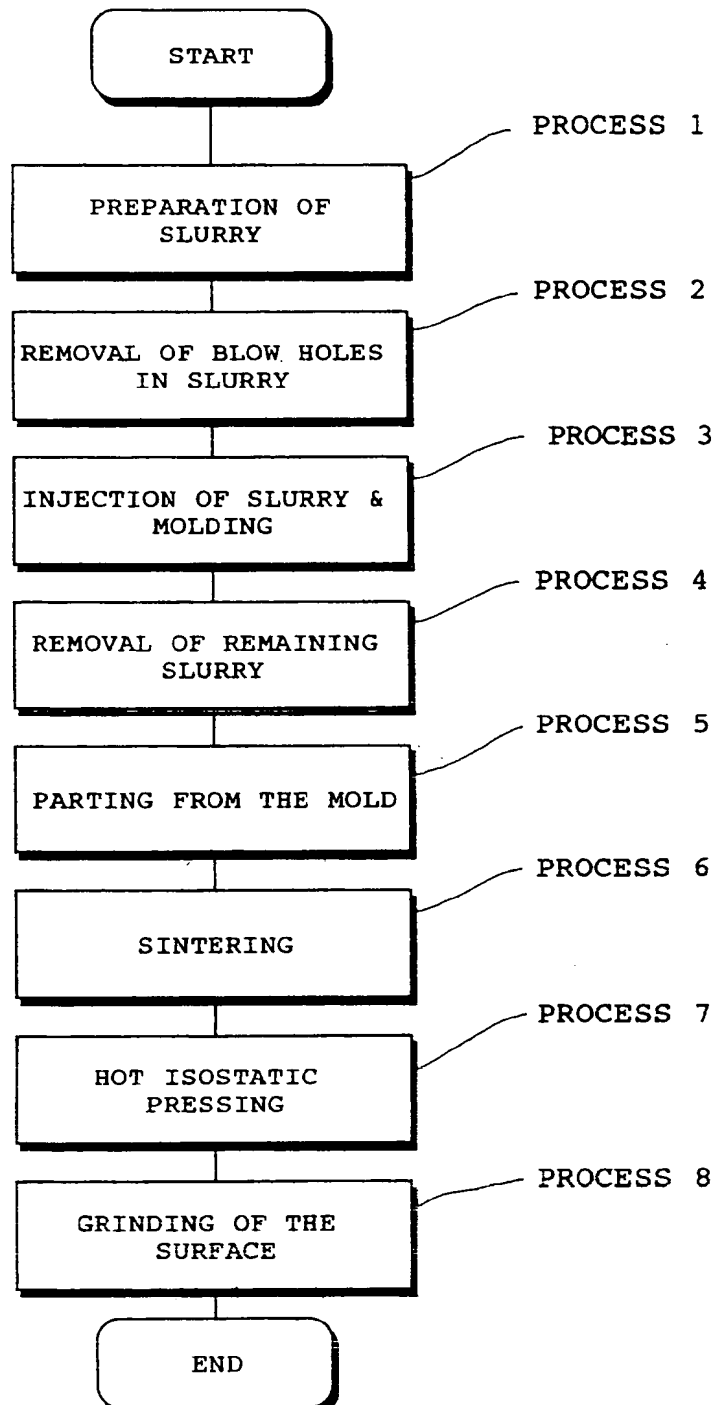 START
PROCESS 1
PREPARATION OF
SLURRY
PROCESS 2
REMOVAL OF BLOW HOLES
IN SLURRY
PROCESS 3
INJECTION OF SLURRY &
MOLDING
PROCESS 4
REMOVAL OF REMAINING
SLURRY
PROCESS 5
PARTING FROM THE MOLD
PROCESS 6
SINTERING
PROCESS 7
HOT ISOSTATIC
PRESSING
PROCESS 8
GRINDING OF THE
SURFACE
END